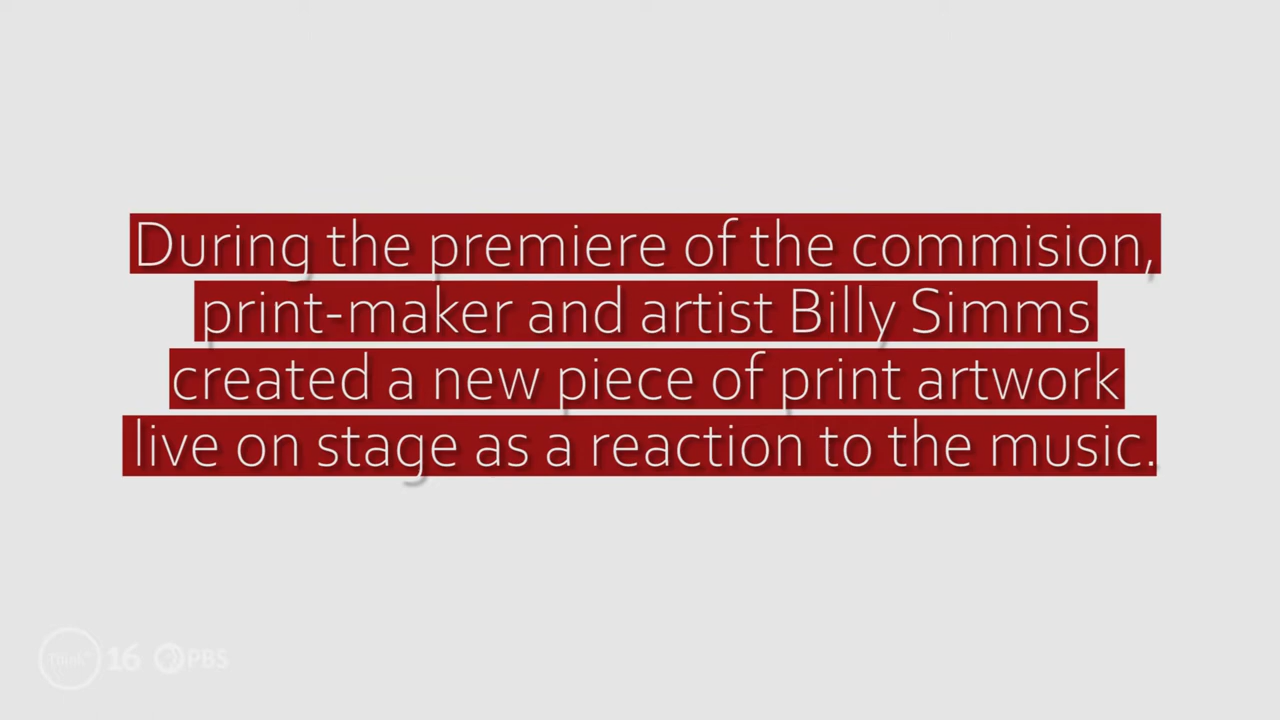 During the premiere of the commision,
print-maker and artist Billy Simms
created a new piece of print artwork
live on stage as a reaction to the music.
Think 16 PBS